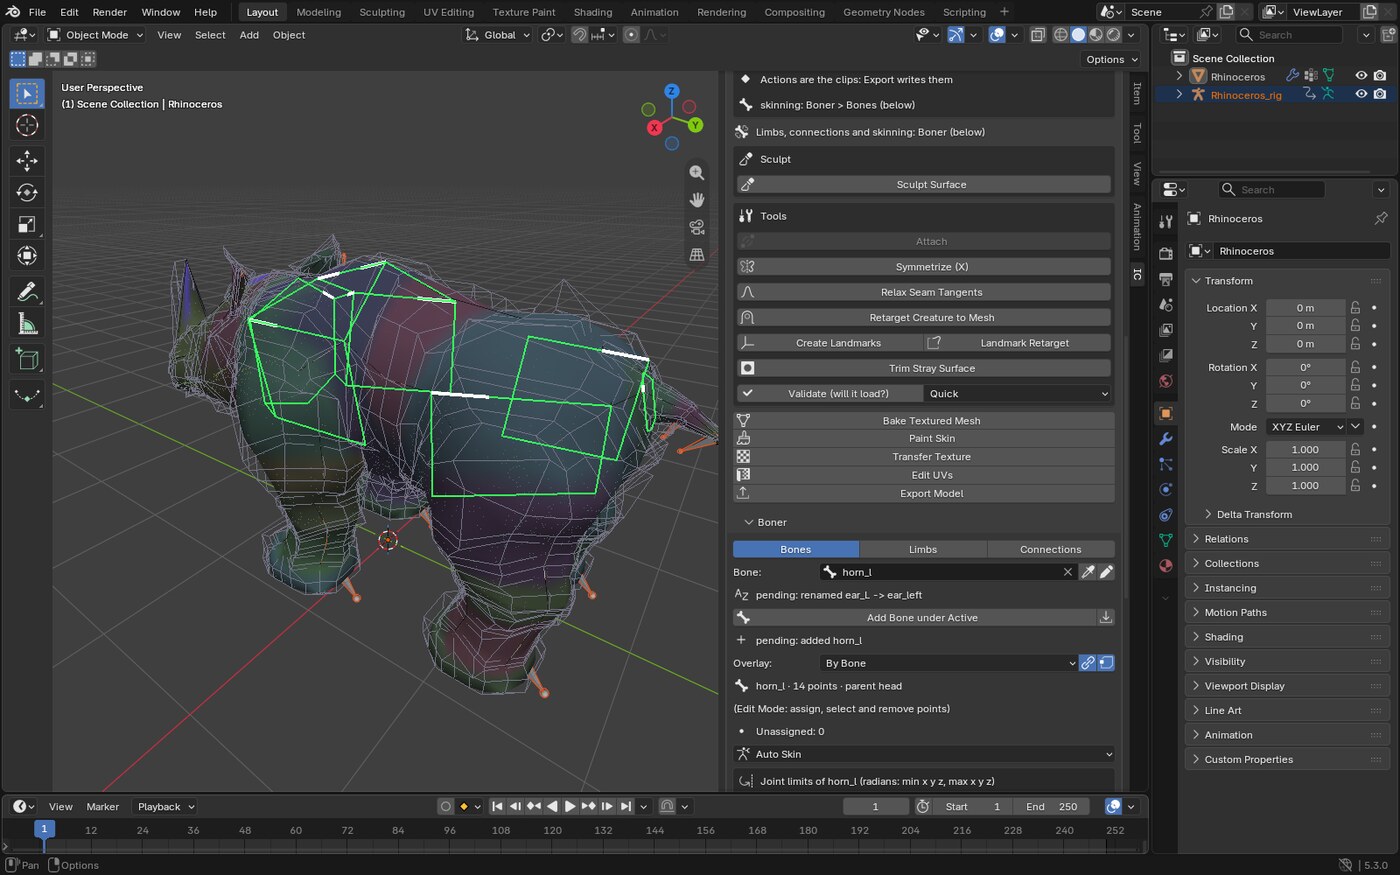 File Edit Render Window Help Layout Modeling Sculpting UV Editing Texture Paint Shading Animation Rendering Compositing Geometry Nodes Scripting + Scene ViewLayer
Object Mode View Select Add Object Global Search
Options
User Perspective
(1) Scene Collection | Rhinoceros
Z
Y
X
Actions are the clips: Export writes them
skinning: Boner > Bones (below)
Limbs, connections and skinning: Boner (below)
Sculpt
Sculpt Surface
Tools
Attach
Symmetrize (X)
Relax Seam Tangents
Retarget Creature to Mesh
Create Landmarks Landmark Retarget
Trim Stray Surface
Validate (will it load?) Quick
Bake Textured Mesh
Paint Skin
Transfer Texture
Edit UVs
Export Model
Boner
Bones Limbs Connections
Bone: horn_l
pending: renamed ear_L -> ear_left
Add Bone under Active
pending: added horn_l
Overlay: By Bone
horn_l · 14 points · parent head
(Edit Mode: assign, select and remove points)
Unassigned: 0
Auto Skin
Joint limits of horn_l (radians: min x y z, max x y z)
Item
Tool
View
Animation
IC
Scene Collection
Rhinoceros
Rhinoceros_rig
Search
Rhinoceros
Rhinoceros
Transform
Location X 0 m
Y 0 m
Z 0 m
Rotation X 0°
Y 0°
Z 0°
Mode XYZ Euler
Scale X 1.000
Y 1.000
Z 1.000
Delta Transform
Relations
Collections
Instancing
Motion Paths
Shading
Visibility
Viewport Display
Line Art
Animation
Custom Properties
View Marker Playback 1 Start 1 End 250
1 12 24 36 48 60 72 84 96 108 120 132 144 156 168 180 192 204 216 228 240 252
Pan Options 5.3.0